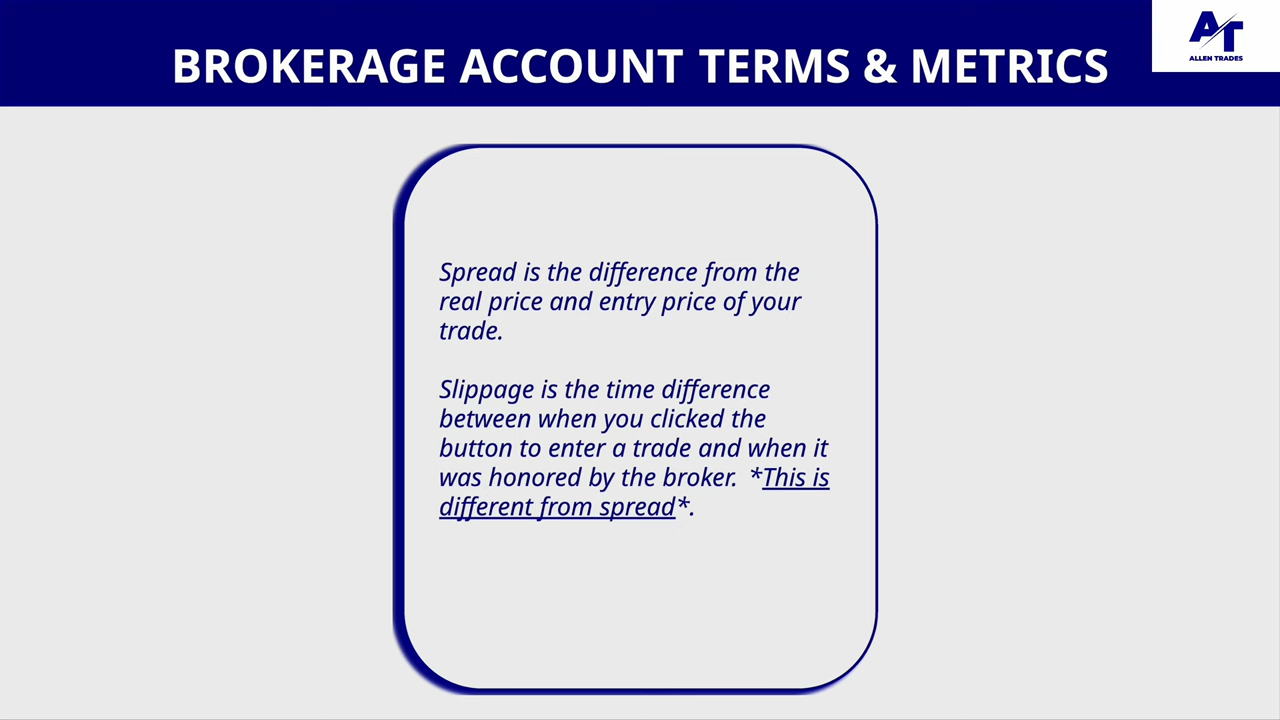 BROKERAGE ACCOUNT TERMS & METRICS
AT
ALLEN TRADES
Spread is the difference from the
real price and entry price of your
trade.
Slippage is the time difference
between when you clicked the
button to enter a trade and when it
was honored by the broker. *This is
different from spread*.